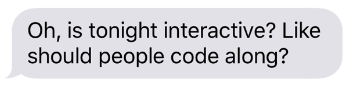 Oh, is tonight interactive? Like
should people code along?